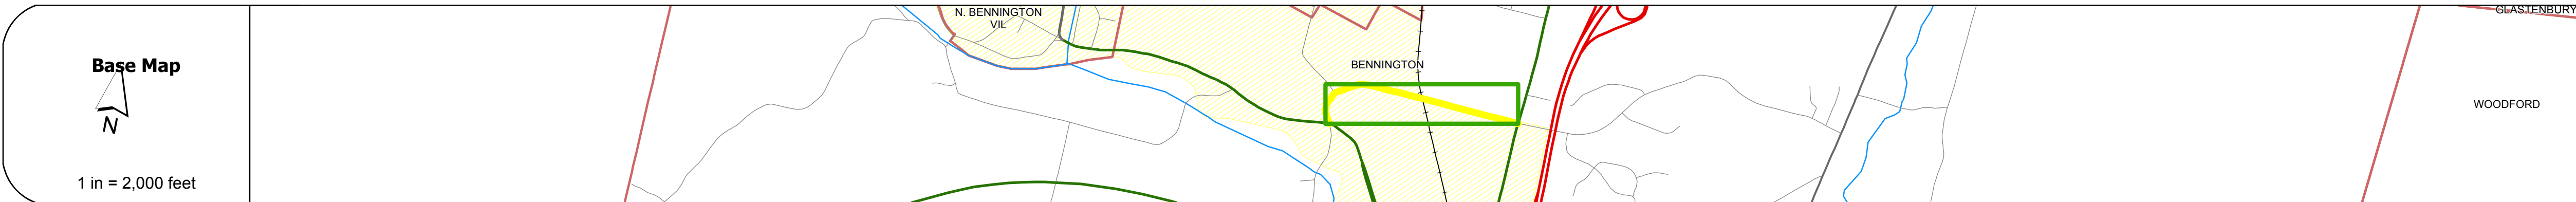 Base Map
N
1 in = 2,000 feet
N. BENNINGTON
VIL
BENNINGTON
GLASTENBURY
WOODFORD